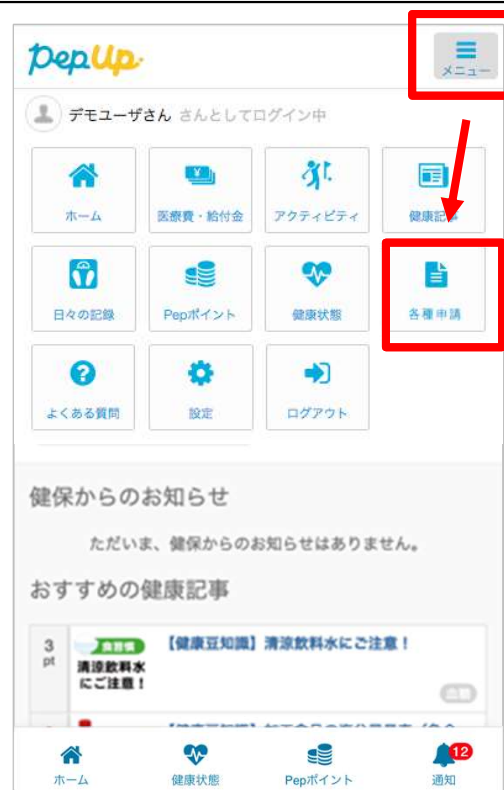 PepUp
メニュー
デモユーザさん さんとしてログイン中
ホーム 医療費・給付金 アクティビティ 健康記事
日々の記録 Pepポイント 健康状態 各種申請
よくある質問 設定 ログアウト
健保からのお知らせ
ただいま、健保からのお知らせはありません。
おすすめの健康記事
3 食習慣 【健康豆知識】清涼飲料水にご注意！
pt 清涼飲料水
にご注意！
12
ホーム 健康状態 Pepポイント 通知